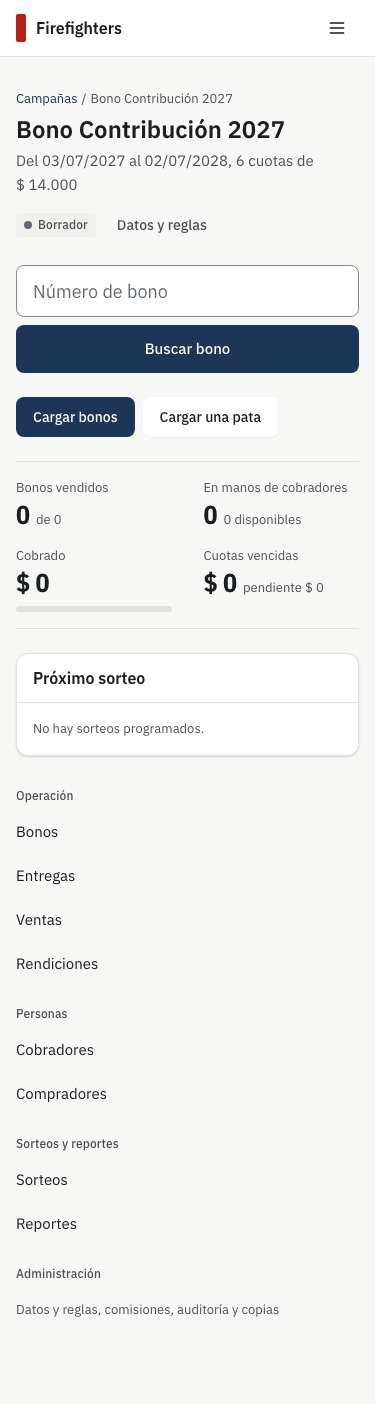 Firefighters
Campañas / Bono Contribución 2027
Bono Contribución 2027
Del 03/07/2027 al 02/07/2028, 6 cuotas de
$ 14.000
Borrador
Datos y reglas
Número de bono
Buscar bono
Cargar bonos
Cargar una pata
Bonos vendidos
0 de 0
En manos de cobradores
0 0 disponibles
Cobrado
$ 0
Cuotas vencidas
$ 0 pendiente $ 0
Próximo sorteo
No hay sorteos programados.
Operación
Bonos
Entregas
Ventas
Rendiciones
Personas
Cobradores
Compradores
Sorteos y reportes
Sorteos
Reportes
Administración
Datos y reglas, comisiones, auditoría y copias